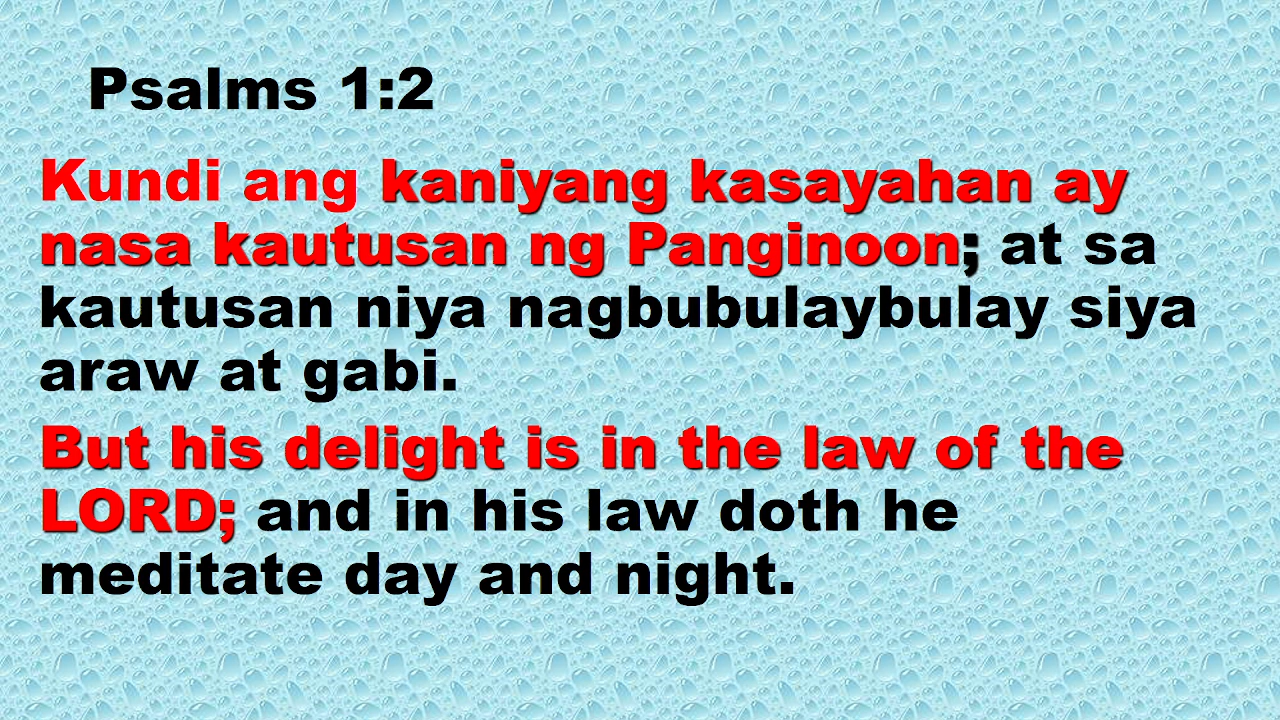 Psalms 1:2
Kundi ang kaniyang kasayahan ay
nasa kautusan ng Panginoon; at sa
kautusan niya nagbubulaybulay siya
araw at gabi.
But his delight is in the law of the
LORD; and in his law doth he
meditate day and night.